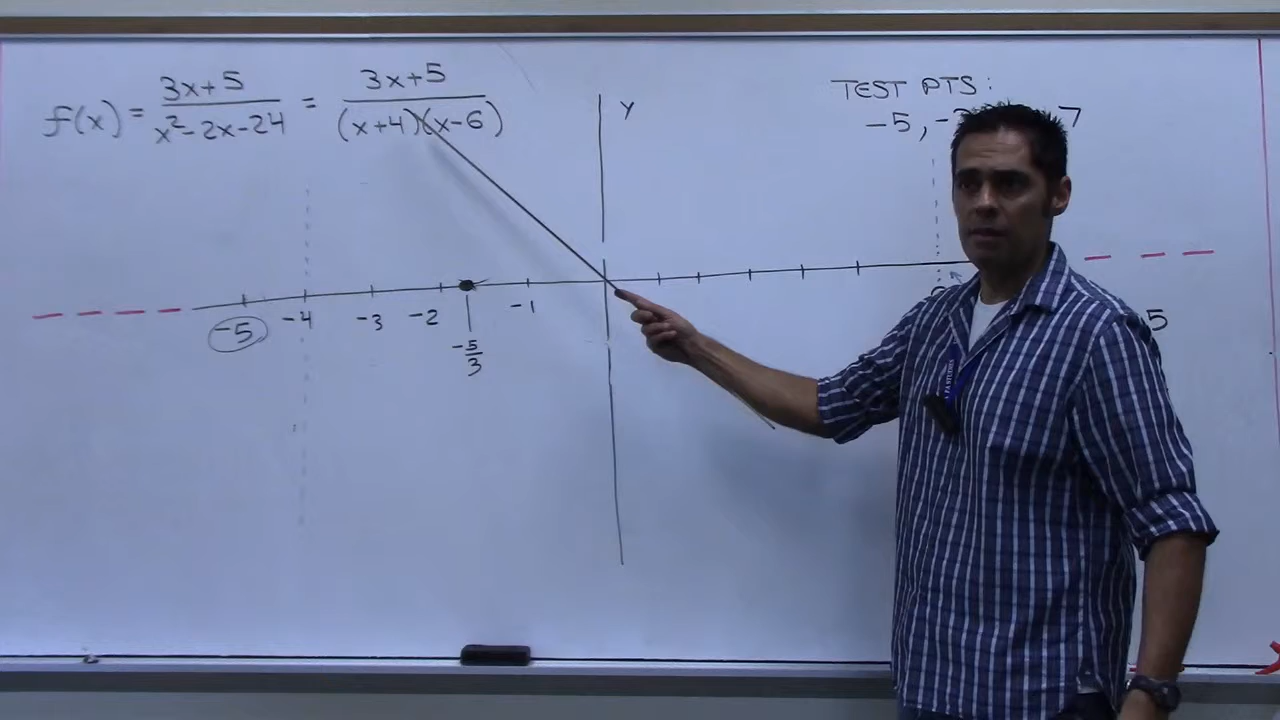 f(x) = 3x+5 / x²-2x-24 = 3x+5 / (x+4)(x-6)
Y
TEST PTS:
-5, - 7
-5 -4 -3 -2 -1
-5/3
5